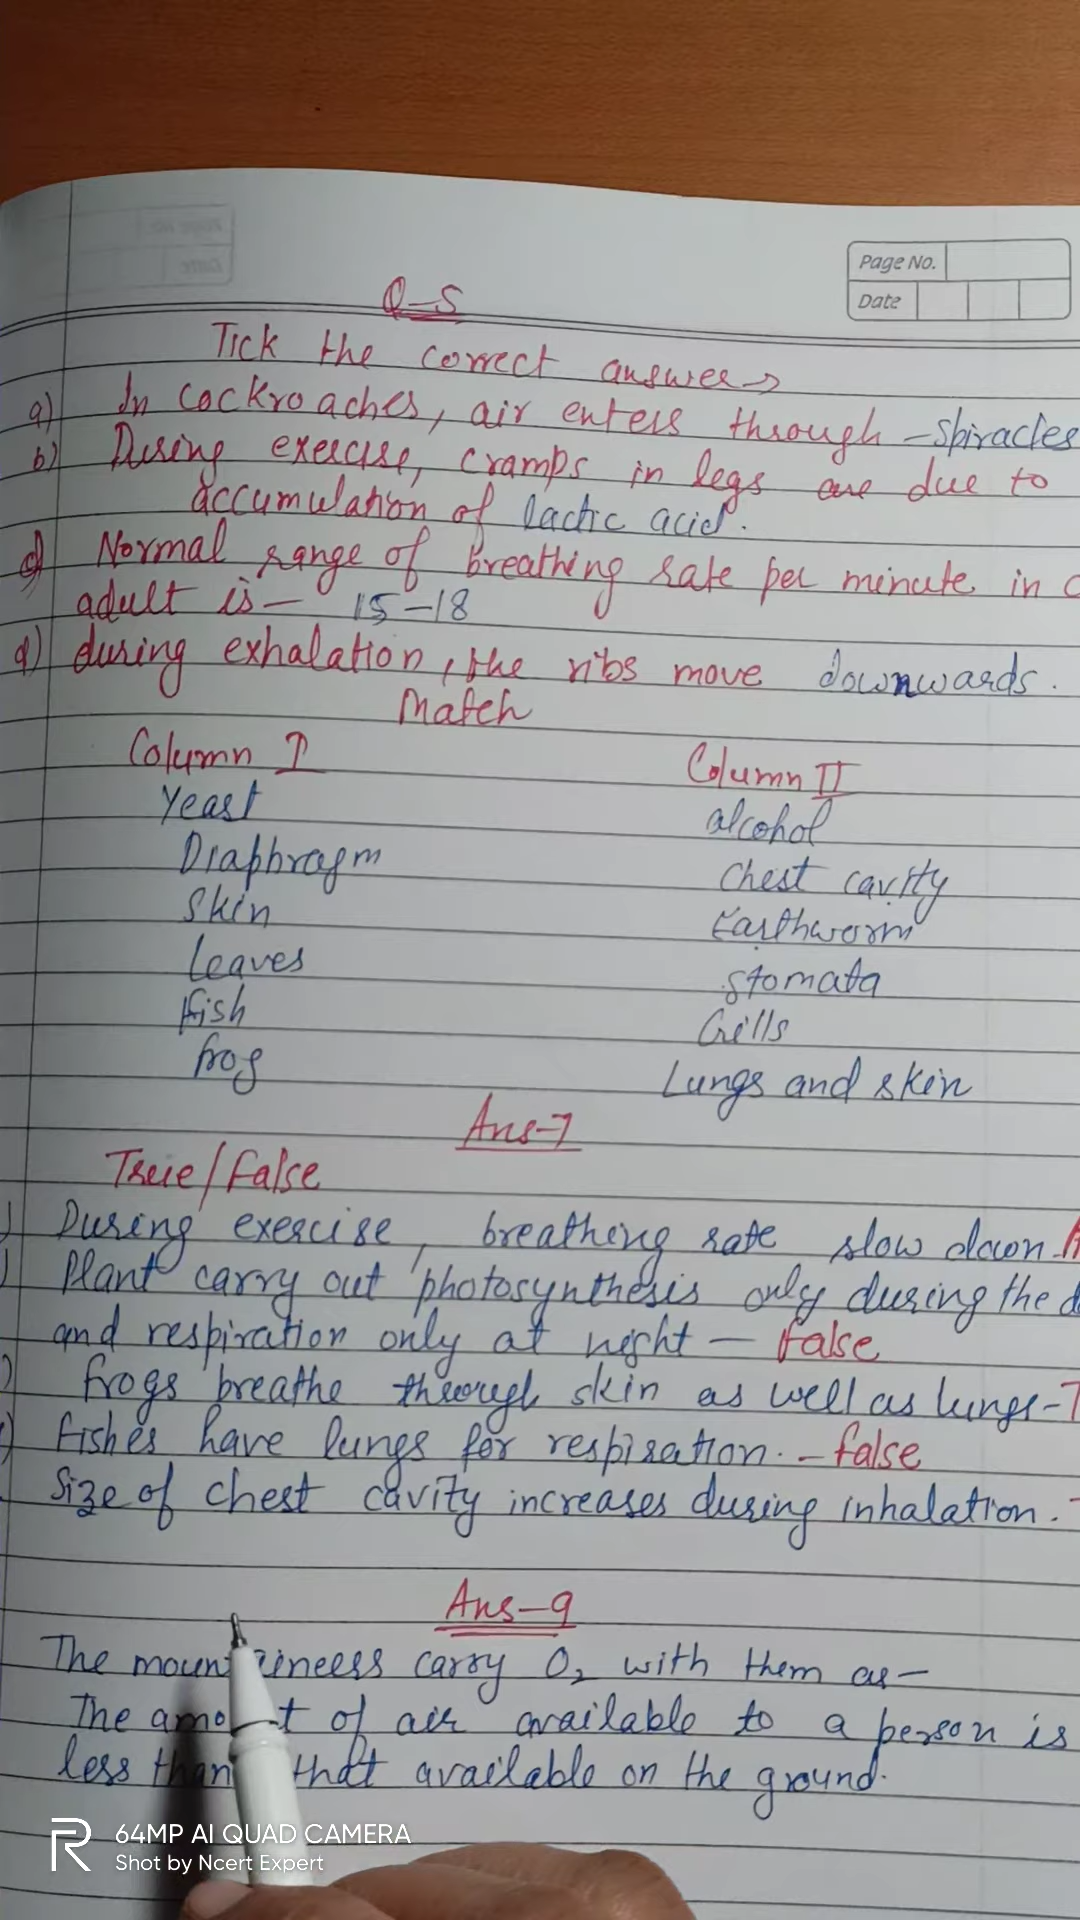 Page No.
Date
Q-5
Tick the correct answer→
a) In cockroaches, air enters through - Spiracles
b) During exercise, cramps in legs are due to
accumulation of lactic acid.
c) Normal range of breathing rate per minute in
adult is - 15-18
d) during exhalation, the ribs move downwards.
Match
Column I Column II
Yeast alcohol
Diaphragm Chest cavity
Skin Earthworm
Leaves Stomata
Fish Gills
frog Lungs and skin
Ans-7
True/False
During exercise, breathing rate slow down.
Plant carry out photosynthesis only during the
and respiration only at night - False
frogs breathe through skin as well as lungs-
fishes have lungs for respiration. - false
Size of chest cavity increases during inhalation.
Ans-9
The mountaineers carry O₂ with them as-
The amount of air available to a person is
less than that available on the ground.
64MP AI QUAD CAMERA
Shot by Ncert Expert